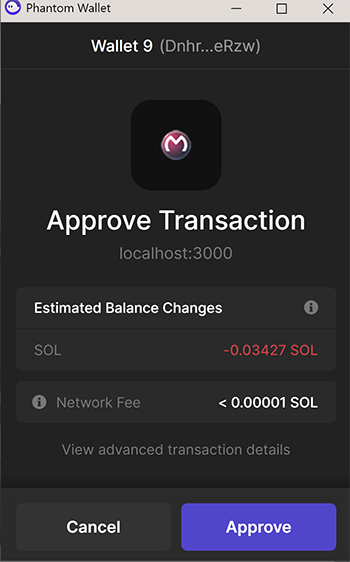 Phantom Wallet
Wallet 9 (Dnhr...eRzw)
Approve Transaction
localhost:3000
Estimated Balance Changes
SOL -0.03427 SOL
Network Fee < 0.00001 SOL
View advanced transaction details
Cancel Approve